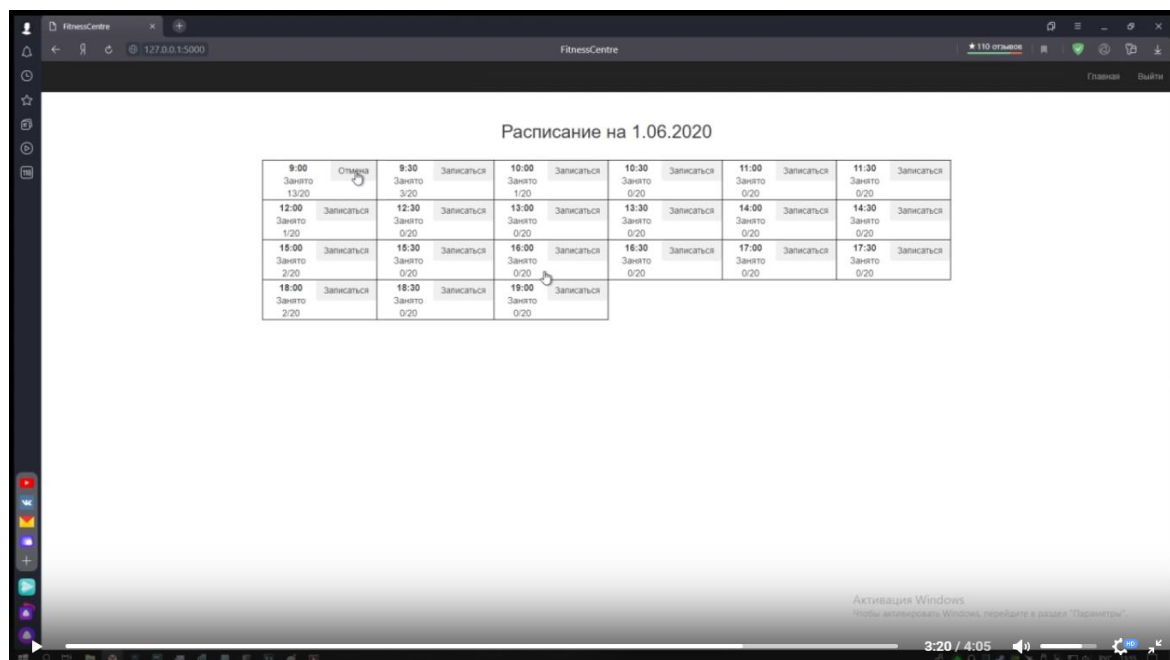 FitnessCentre
127.0.0.1:5000
FitnessCentre
★110 отзывов
Главная Выйти
Расписание на 1.06.2020
9:00 Отмена 9:30 Записаться 10:00 Записаться 10:30 Записаться 11:00 Записаться 11:30 Записаться
Занято Занято Занято Занято Занято Занято
13/20 3/20 1/20 0/20 0/20 0/20
12:00 Записаться 12:30 Записаться 13:00 Записаться 13:30 Записаться 14:00 Записаться 14:30 Записаться
Занято Занято Занято Занято Занято Занято
1/20 0/20 0/20 0/20 0/20 0/20
15:00 Записаться 15:30 Записаться 16:00 Записаться 16:30 Записаться 17:00 Записаться 17:30 Записаться
Занято Занято Занято Занято Занято Занято
2/20 0/20 0/20 0/20 0/20 0/20
18:00 Записаться 18:30 Записаться 19:00 Записаться
Занято Занято Занято
2/20 0/20 0/20
Активация Windows
Чтобы активировать Windows, перейдите в раздел "Параметры".
3:20 / 4:05 HD